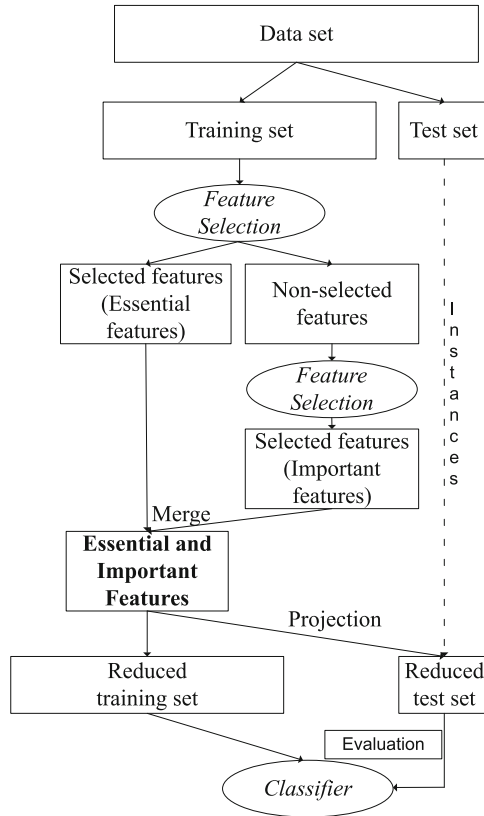 Data set
Training set
Test set
Feature
Selection
Selected features
(Essential
features)
Non-selected
features
Instances
Feature
Selection
Selected features
(Important
features)
Merge
Essential and
Important
Features
Projection
Reduced
training set
Reduced
test set
Evaluation
Classifier